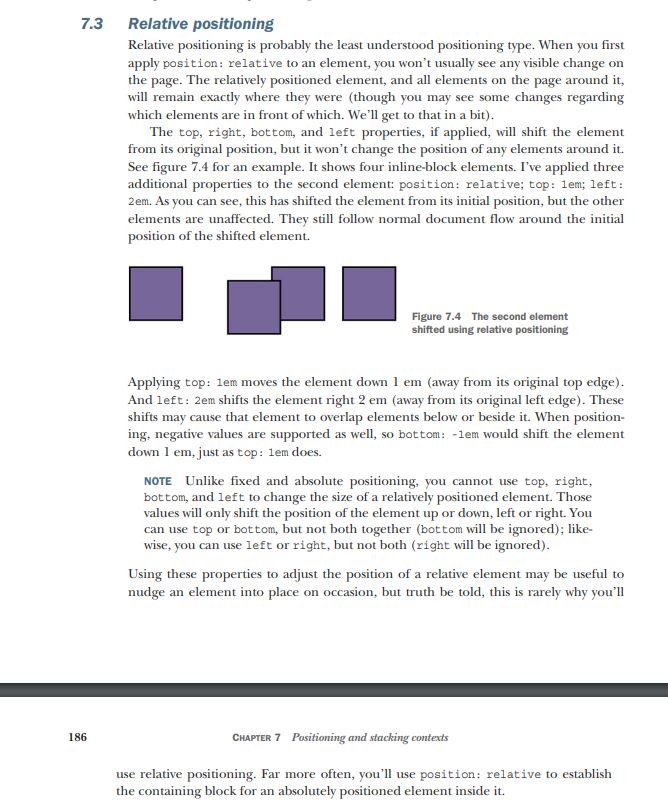 7.3 Relative positioning
Relative positioning is probably the least understood positioning type. When you first
apply position: relative to an element, you won't usually see any visible change on
the page. The relatively positioned element, and all elements on the page around it,
will remain exactly where they were (though you may see some changes regarding
which elements are in front of which. We'll get to that in a bit).
The top, right, bottom, and left properties, if applied, will shift the element
from its original position, but it won't change the position of any elements around it.
See figure 7.4 for an example. It shows four inline-block elements. I've applied three
additional properties to the second element: position: relative; top: 1em; left:
2em. As you can see, this has shifted the element from its initial position, but the other
elements are unaffected. They still follow normal document flow around the initial
position of the shifted element.
Figure 7.4 The second element
shifted using relative positioning
Applying top: 1em moves the element down 1 em (away from its original top edge).
And left: 2em shifts the element right 2 em (away from its original left edge). These
shifts may cause that element to overlap elements below or beside it. When position-
ing, negative values are supported as well, so bottom: -1em would shift the element
down 1 em, just as top: 1em does.
NOTE Unlike fixed and absolute positioning, you cannot use top, right,
bottom, and left to change the size of a relatively positioned element. Those
values will only shift the position of the element up or down, left or right. You
can use top or bottom, but not both together (bottom will be ignored); like-
wise, you can use left or right, but not both (right will be ignored).
Using these properties to adjust the position of a relative element may be useful to
nudge an element into place on occasion, but truth be told, this is rarely why you'll
186 CHAPTER 7 Positioning and stacking contexts
use relative positioning. Far more often, you'll use position: relative to establish
the containing block for an absolutely positioned element inside it.